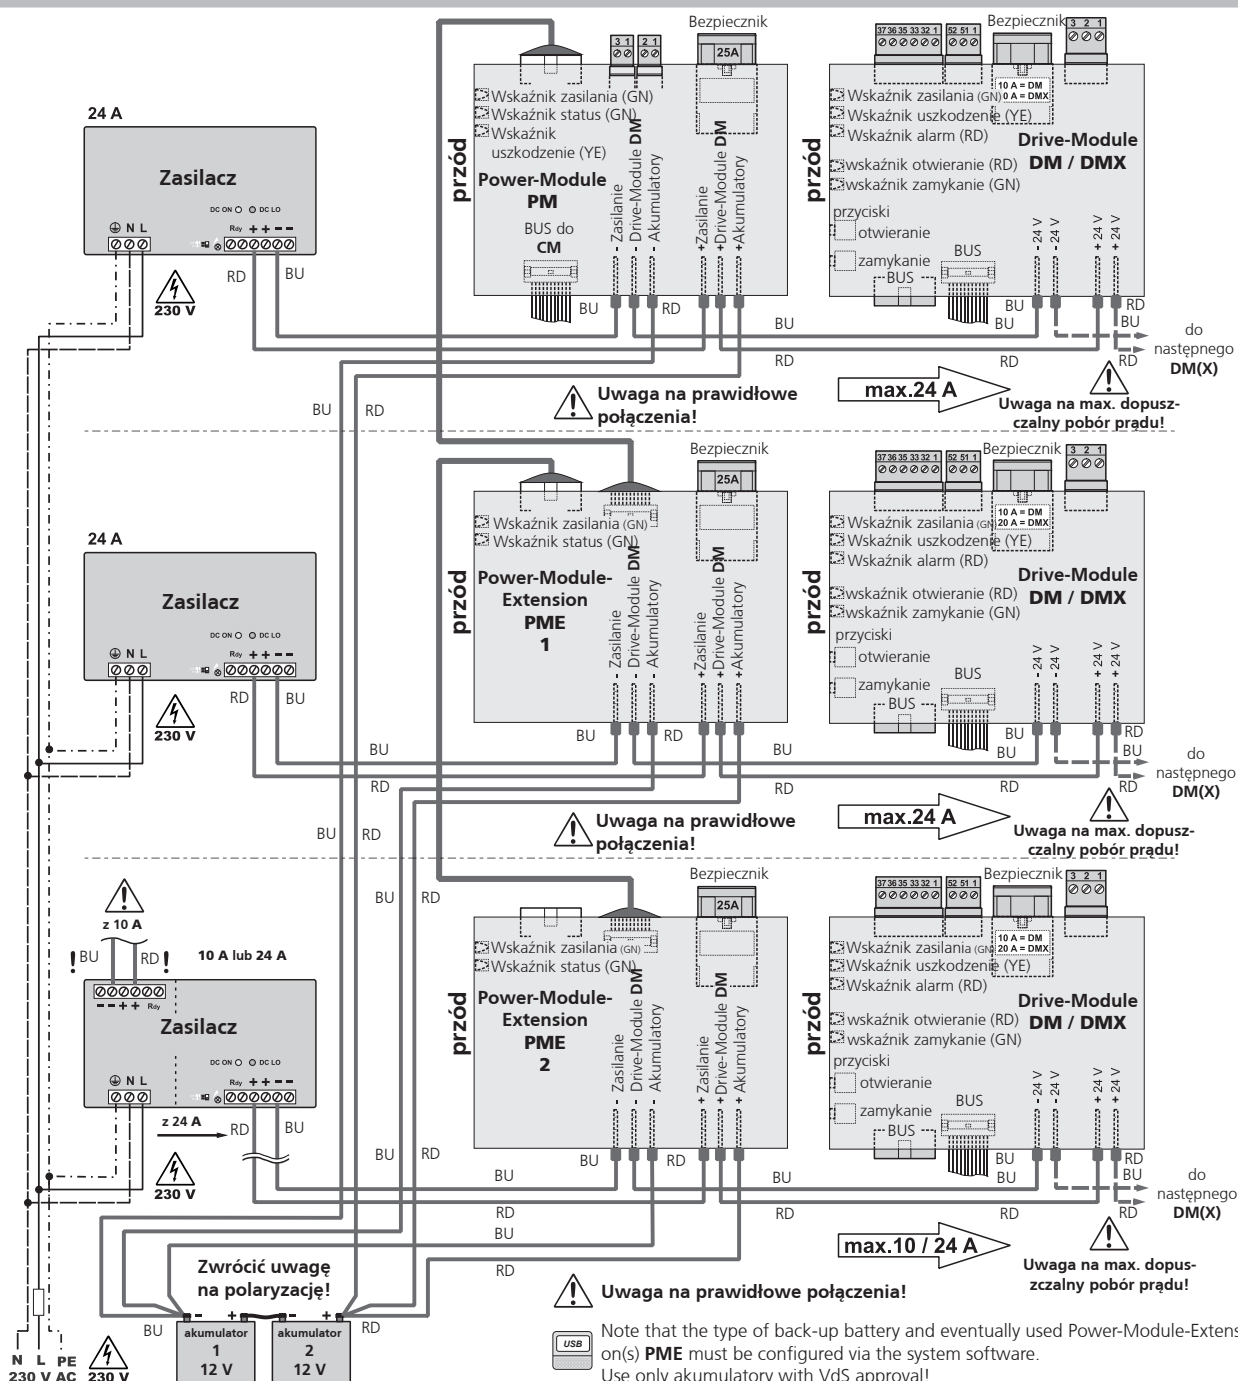 Bezpiecznik
Bezpiecznik
3 1
2 1
25A
37 36 35 33 32 1
52 51 1
3 2 1
10 A = DM
0 A = DMX
24 A
Zasilacz
DC ON
DC LO
Rdy + + − −
N L
RD
BU
230 V
Wskaźnik zasilania (GN)
Wskaźnik status (GN)
Wskaźnik
uszkodzenie (YE)
przód
Power-Module
PM
BUS do
CM
- Zasilanie
- Drive-Module DM
- Akumulatory
+Zasilanie
+Drive-Module DM
+Akumulatory
BU
RD
Wskaźnik zasilania (GN)
Wskaźnik uszkodzenie (YE)
Wskaźnik alarm (RD)
Drive-Module
DM / DMX
wskaźnik otwieranie (RD)
wskaźnik zamykanie (GN)
przód
przyciski
otwieranie
zamykanie
BUS
BUS
- 24 V
- 24 V
+ 24 V
+ 24 V
BU
RD
BU
BU
BU
RD
RD
RD
do
następnego
DM(X)
BU
RD
Uwaga na prawidłowe
połączenia!
max.24 A
Uwaga na max. dopusz-
czalny pobór prądu!
Bezpiecznik
Bezpiecznik
25A
37 36 35 33 32 1
52 51 1
3 2 1
10 A = DM
20 A = DMX
24 A
Zasilacz
DC ON
DC LO
Rdy + + − −
N L
RD
BU
230 V
Wskaźnik zasilania (GN)
Wskaźnik status (GN)
przód
Power-Module-
Extension
PME
1
- Zasilanie
- Drive-Module DM
- Akumulatory
+Zasilanie
+Drive-Module DM
+Akumulatory
BU
RD
Wskaźnik zasilania (GN)
Wskaźnik uszkodzenie (YE)
Wskaźnik alarm (RD)
Drive-Module
DM / DMX
wskaźnik otwieranie (RD)
wskaźnik zamykanie (GN)
przód
przyciski
otwieranie
zamykanie
BUS
BUS
- 24 V
- 24 V
+ 24 V
+ 24 V
BU
RD
BU
BU
BU
BU
RD
RD
RD
RD
do
następnego
DM(X)
BU
RD
Uwaga na prawidłowe
połączenia!
max.24 A
Uwaga na max. dopusz-
czalny pobór prądu!
BU
RD
Bezpiecznik
Bezpiecznik
25A
37 36 35 33 32 1
52 51 1
3 2 1
10 A = DM
20 A = DMX
z 10 A
! BU
RD !
10 A lub 24 A
− − + + Rdy
Zasilacz
DC ON
DC LO
Rdy + + − −
N L
z 24 A
RD
BU
230 V
Wskaźnik zasilania (GN)
Wskaźnik status (GN)
przód
Power-Module-
Extension
PME
2
- Zasilanie
- Drive-Module DM
- Akumulatory
+ Zasilanie
+ Drive-Module DM
+ Akumulatory
BU
RD
Wskaźnik zasilania (GN)
Wskaźnik uszkodzenie (YE)
Wskaźnik alarm (RD)
Drive-Module
DM / DMX
wskaźnik otwieranie (RD)
wskaźnik zamykanie (GN)
przód
przyciski
otwieranie
zamykanie
BUS
BUS
- 24 V
- 24 V
+ 24 V
+ 24 V
BU
RD
BU
RD
BU
BU
BU
BU
RD
RD
RD
RD
do
następnego
DM(X)
BU
RD
max.10 / 24 A
Uwaga na max. dopus-
zczalny pobór prądu!
Zwrócić uwagę
na polaryzację!
Uwaga na prawidłowe połączenia!
BU
−
+
−
+
RD
akumulator
1
12 V
akumulator
2
12 V
N L PE
230 V AC
230 V
USB
Note that the type of back-up battery and eventually used Power-Module-Extens
on(s) PME must be configured via the system software.
Use only akumulatory with VdS approval!